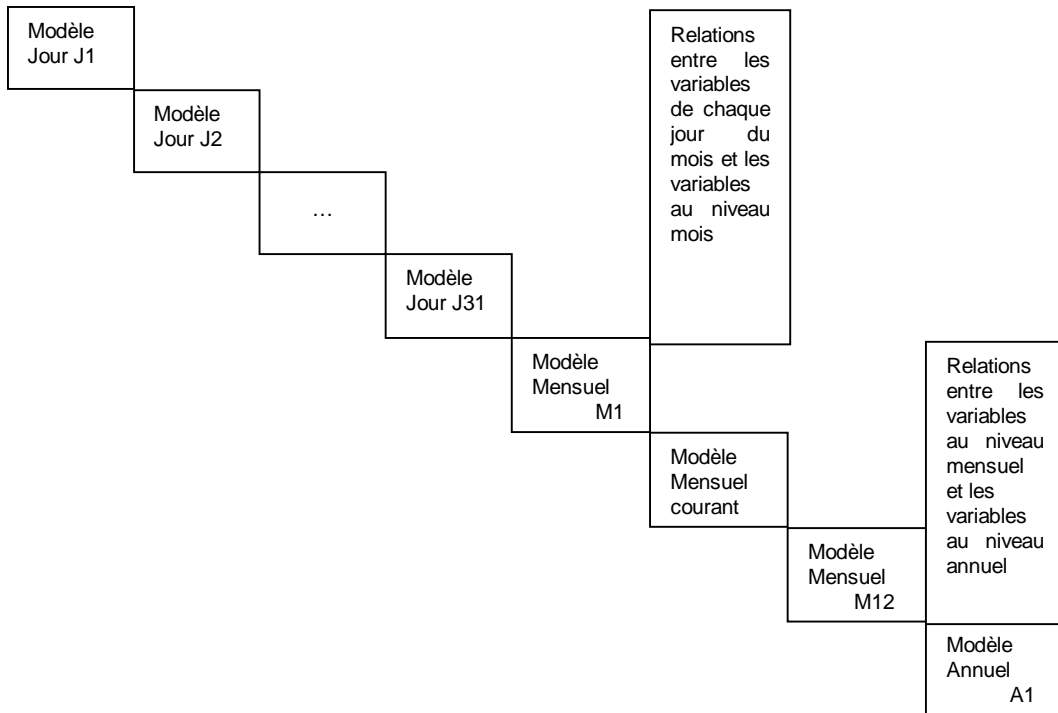 Modèle
Jour J1
Modèle
Jour J2
…
Modèle
Jour J31
Modèle
Mensuel
M1
Relations
entre les
variables
de chaque
jour du
mois et les
variables
au niveau
mois
Modèle
Mensuel
courant
Modèle
Mensuel
M12
Relations
entre les
variables
au niveau
mensuel
et les
variables
au niveau
annuel
Modèle
Annuel
A1